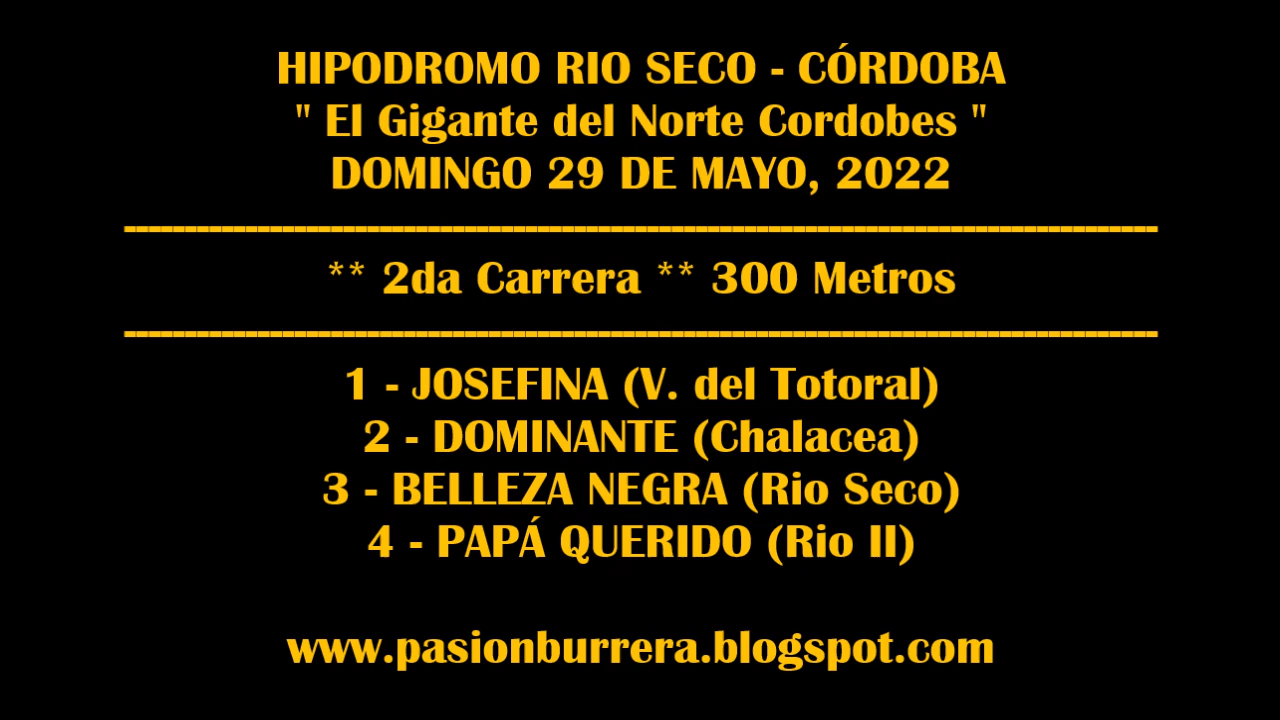 HIPODROMO RIO SECO - CÓRDOBA
" El Gigante del Norte Cordobes "
DOMINGO 29 DE MAYO, 2022
---------------------------------------------------------------------------------------
** 2da Carrera ** 300 Metros
---------------------------------------------------------------------------------------
1 - JOSEFINA (V. del Totoral)
2 - DOMINANTE (Chalacea)
3 - BELLEZA NEGRA (Rio Seco)
4 - PAPÁ QUERIDO (Rio II)
www.pasionburrera.blogspot.com